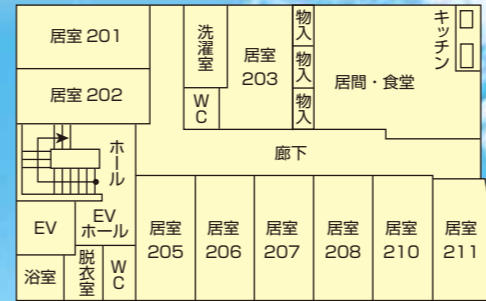 居室 201
洗濯室
居室
203
物入
物入
物入
キッチン
居間・食堂
居室 202
WC
廊下
ホール
EV
EV
ホール
浴室
脱衣室
WC
居室
205
居室
206
居室
207
居室
208
居室
210
居室
211